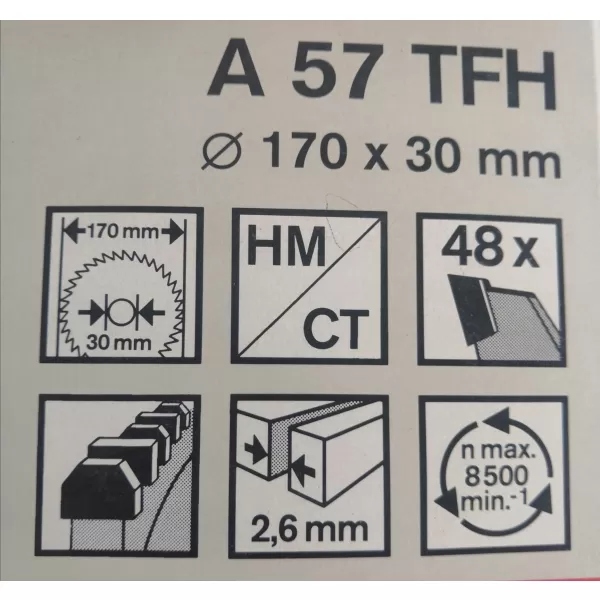 A 57 TFH
Ø 170 x 30 mm
170 mm
30 mm
HM/
CT
48 x
2,6 mm
n max.
8500
min.⁻¹